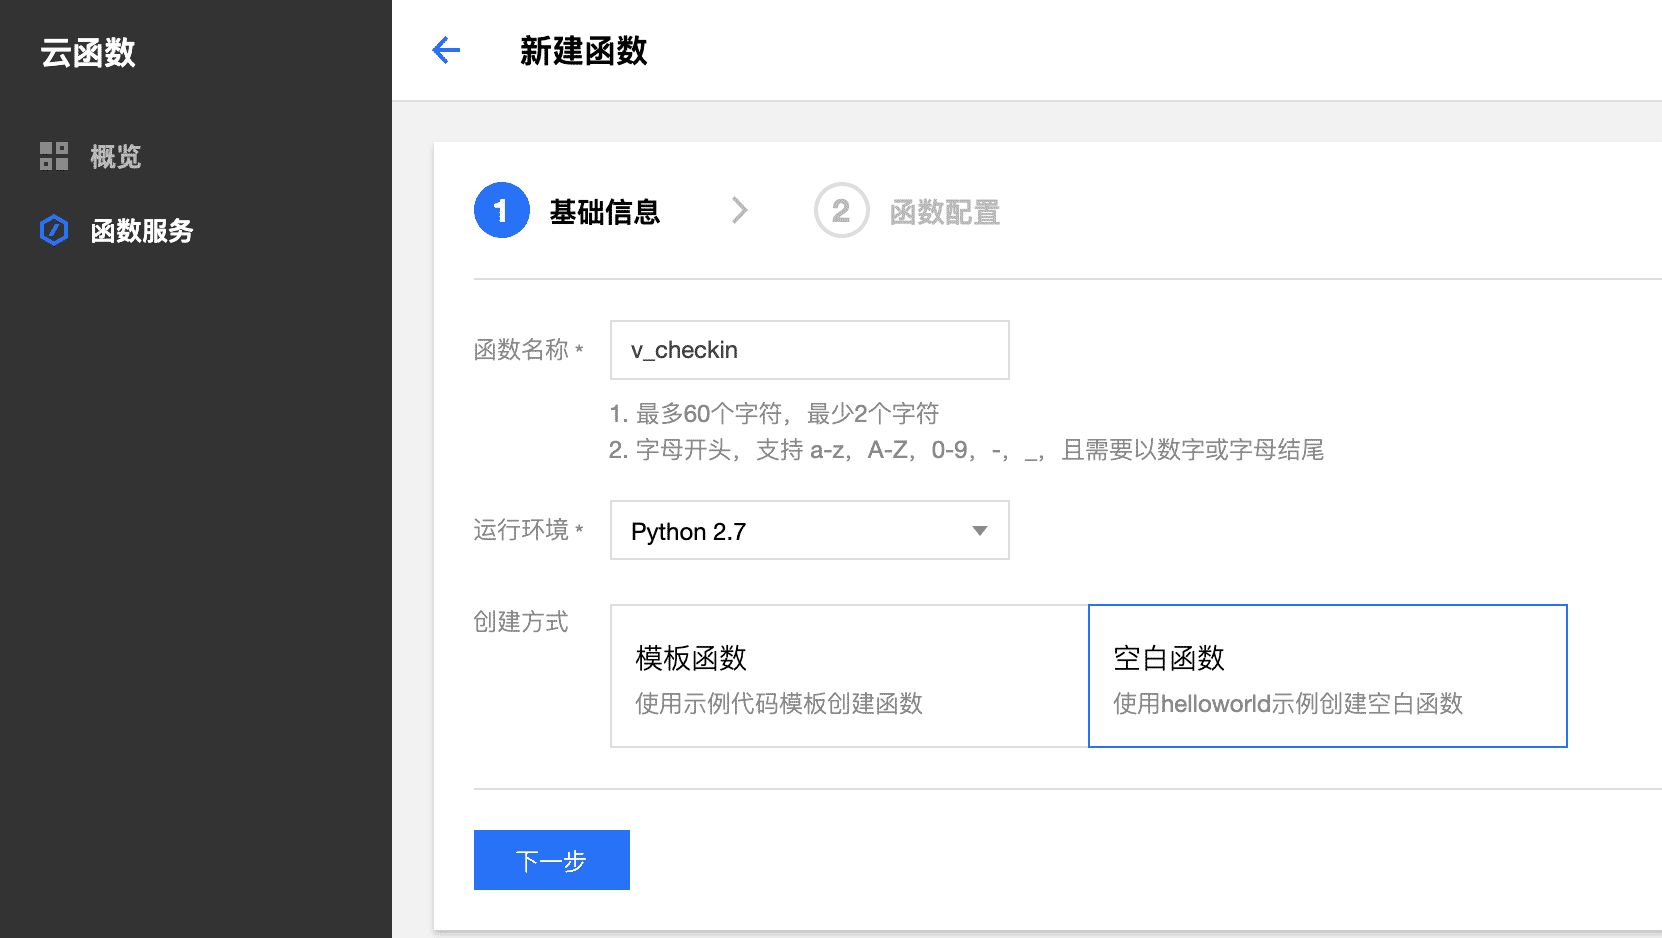 云函数
概览
函数服务
新建函数
1 基础信息
2 函数配置
函数名称 *
v_checkin
1. 最多60个字符，最少2个字符
2. 字母开头，支持 a-z，A-Z，0-9，-，_，且需要以数字或字母结尾
运行环境 *
Python 2.7
创建方式
模板函数
使用示例代码模板创建函数
空白函数
使用helloworld示例创建空白函数
下一步